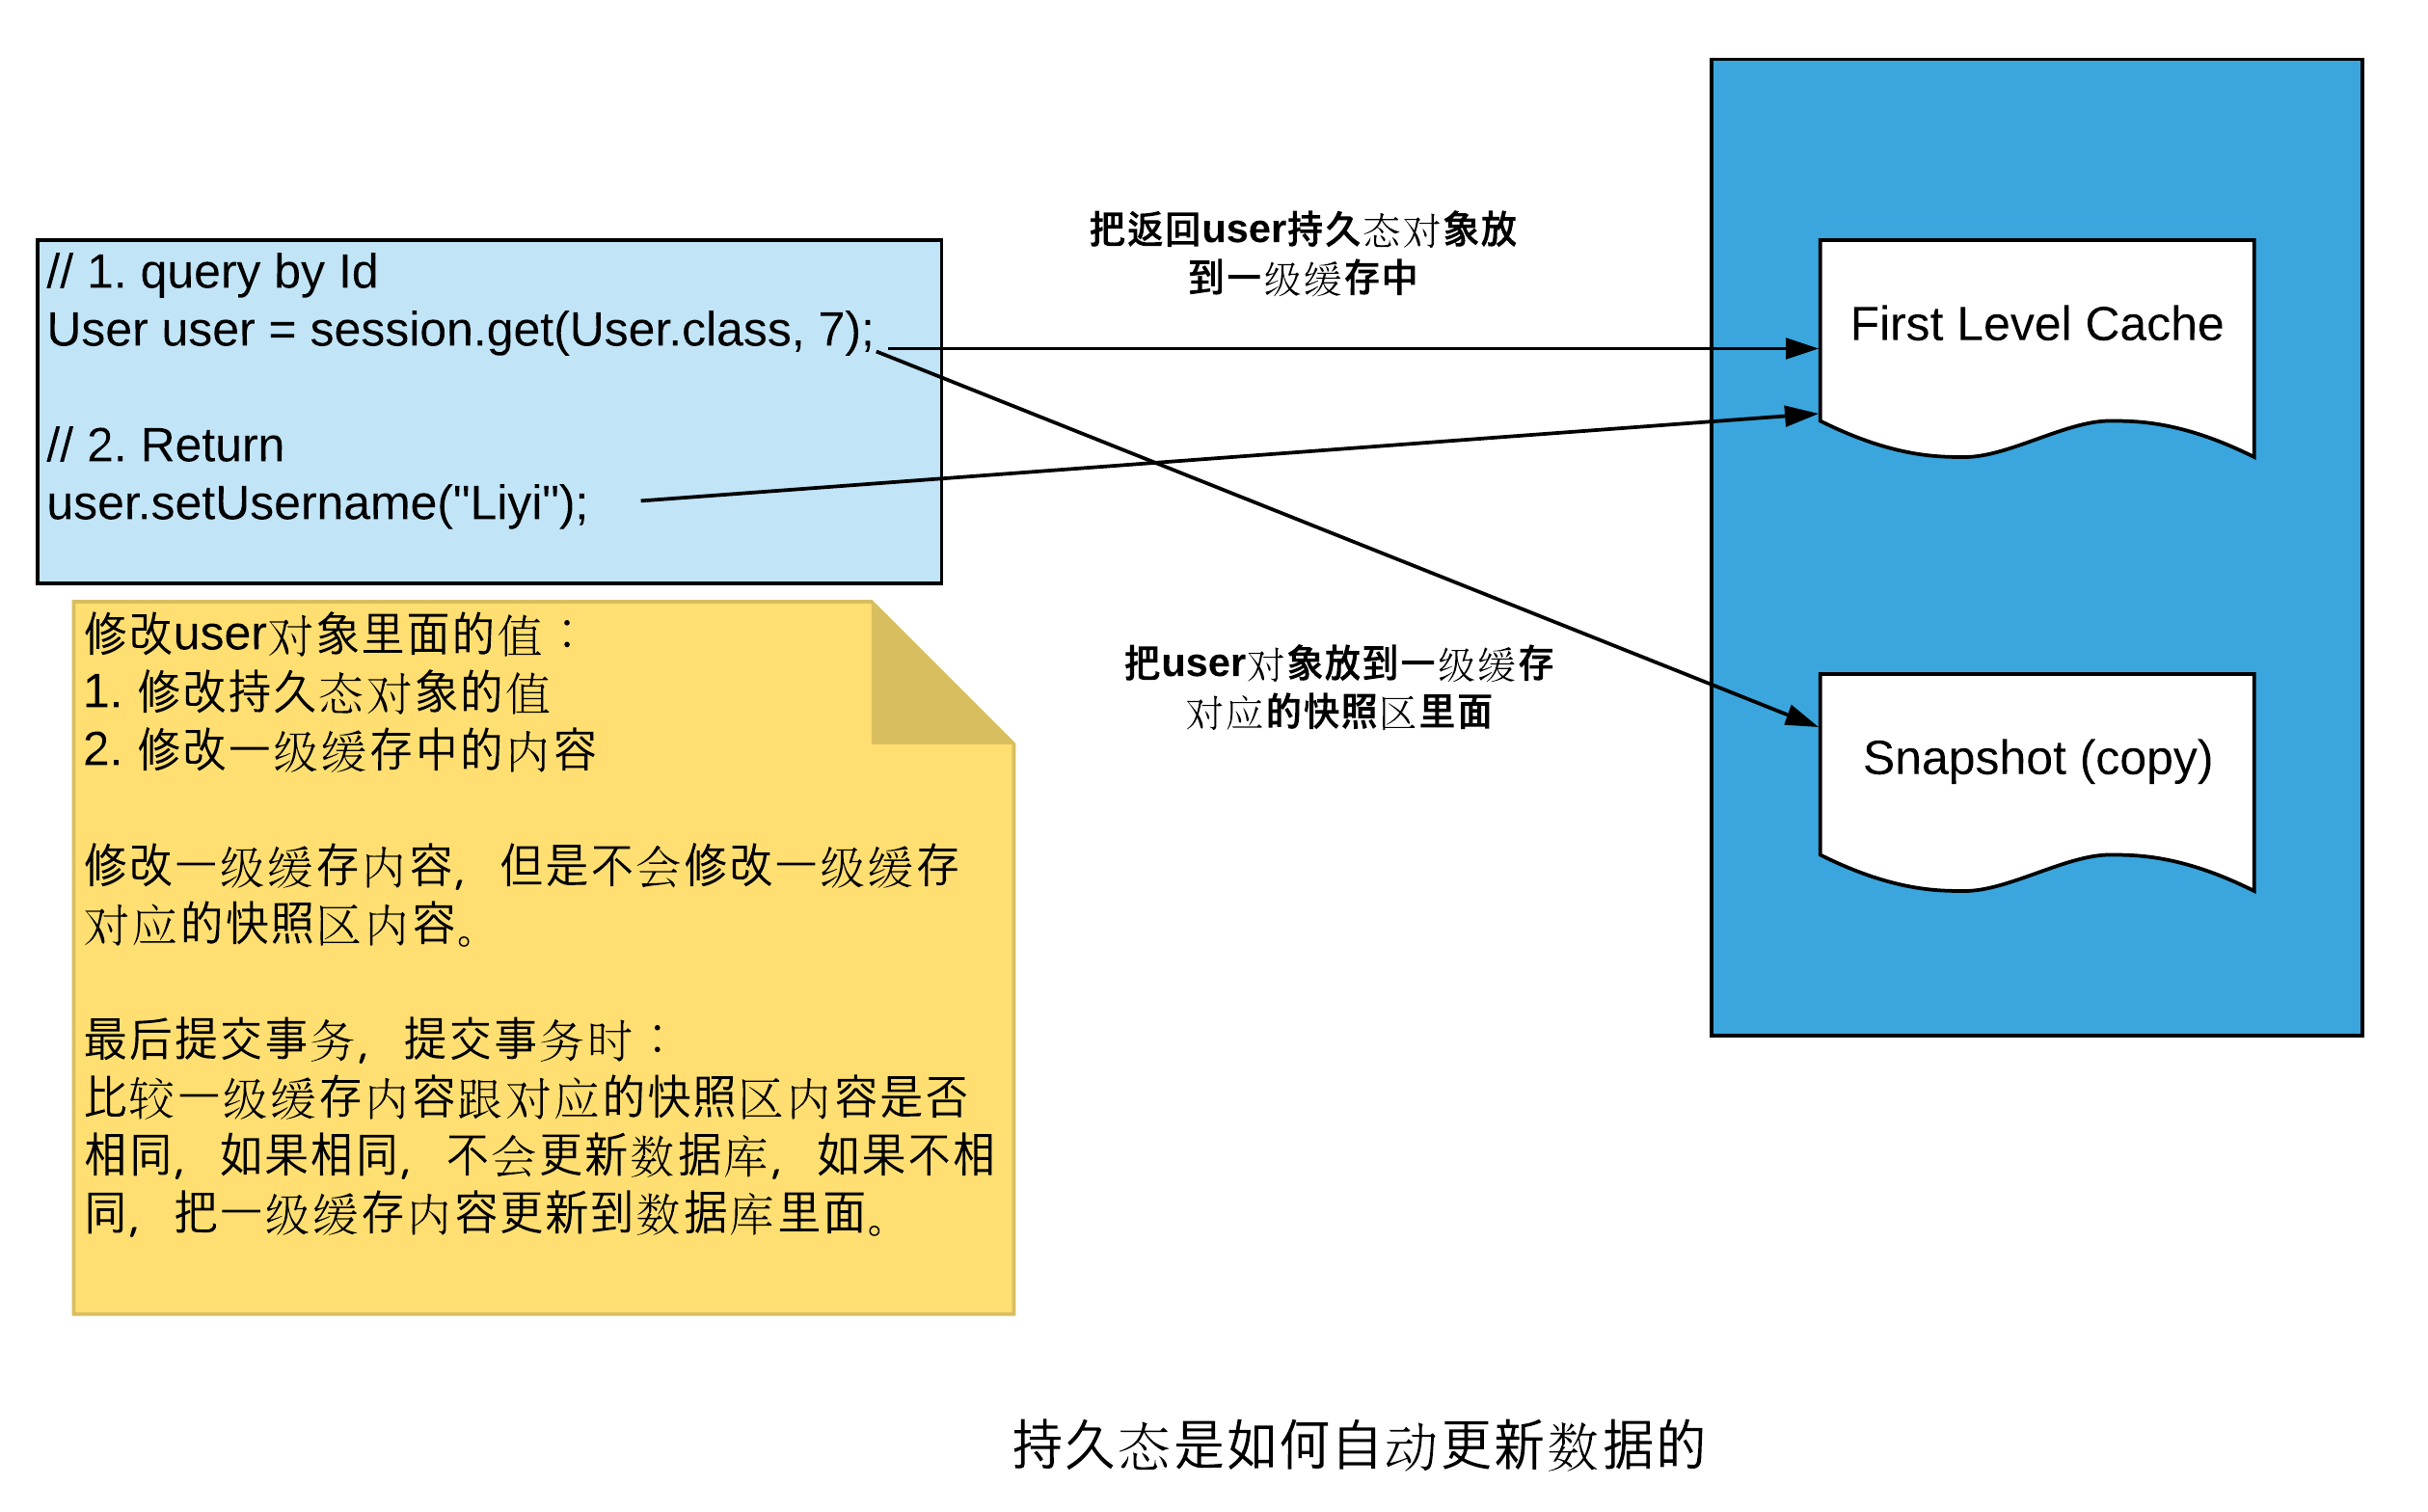 // 1. query by Id
User user = session.get(User.class, 7);
// 2. Return
user.setUsername("Liyi");
把返回user持久态对象放
到一级缓存中
First Level Cache
把user对象放到一级缓存
对应的快照区里面
Snapshot (copy)
修改user对象里面的值：
1. 修改持久态对象的值
2. 修改一级缓存中的内容
修改一级缓存内容，但是不会修改一级缓存
对应的快照区内容。
最后提交事务，提交事务时：
比较一级缓存内容跟对应的快照区内容是否
相同，如果相同，不会更新数据库，如果不相
同，把一级缓存内容更新到数据库里面。
持久态是如何自动更新数据的